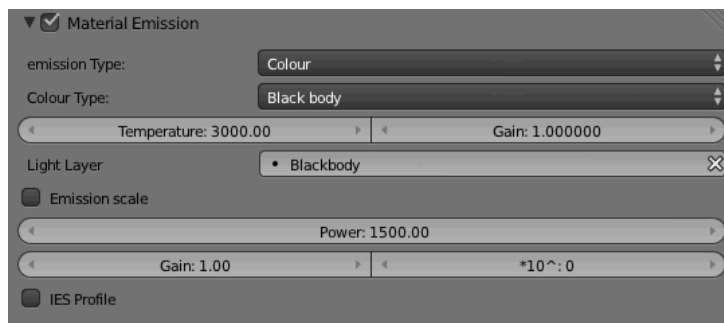 Material Emission
emission Type: Colour
Colour Type: Black body
Temperature: 3000.00 Gain: 1.000000
Light Layer • Blackbody
Emission scale
Power: 1500.00
Gain: 1.00 *10^: 0
IES Profile